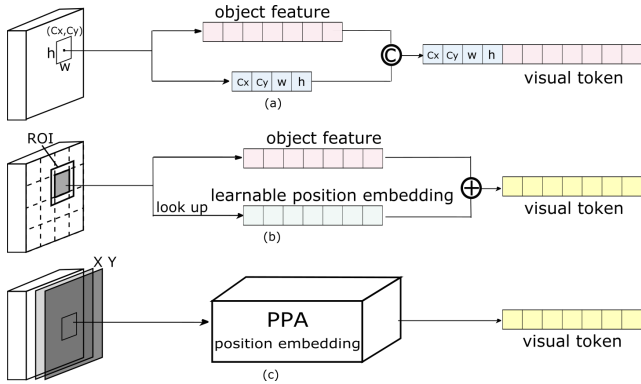 object feature
(Cx,Cy)
h
w
C
Cx Cy w h
Cx Cy w h
visual token
(a)
ROI
object feature
learnable position embedding
look up
visual token
(b)
X Y
PPA
position embedding
visual token
(c)